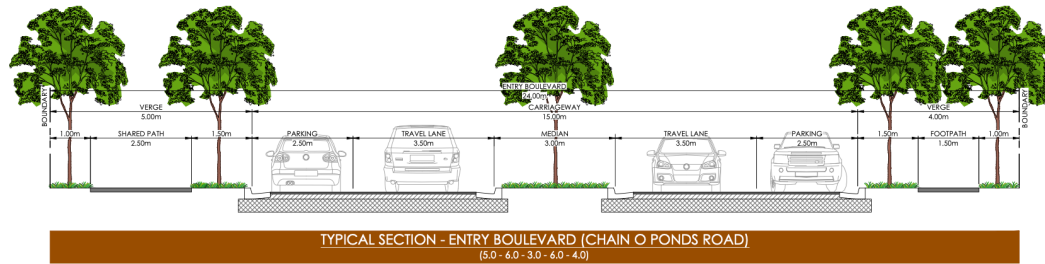 ENTRY BOULEVARD
24.00m
BOUNDARY
VERGE
5.00m
CARRIAGEWAY
15.00m
VERGE
4.00m
BOUNDARY
1.00m
SHARED PATH
2.50m
1.50m
PARKING
2.50m
TRAVEL LANE
3.50m
MEDIAN
3.00m
TRAVEL LANE
3.50m
PARKING
2.50m
1.50m
FOOTPATH
1.50m
1.00m
TYPICAL SECTION - ENTRY BOULEVARD (CHAIN O PONDS ROAD)
(5.0 - 6.0 - 3.0 - 6.0 - 4.0)